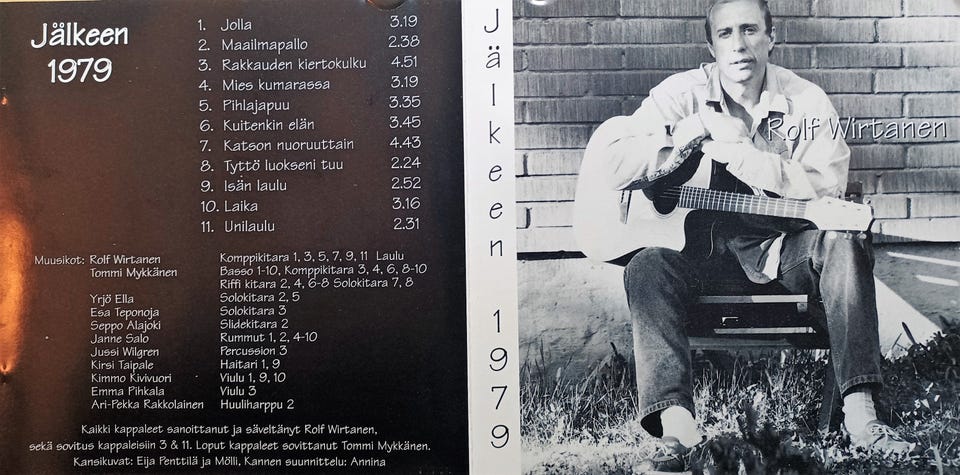 Jälkeen
1979
1. Jolla 3.19
2. Maailmapallo 2.38
3. Rakkauden kiertokulku 4.51
4. Mies kumarassa 3.19
5. Pihlajapuu 3.35
6. Kuitenkin elän 3.45
7. Katson nuoruuttain 4.43
8. Tyttö luokseni tuu 2.24
9. Isän laulu 2.52
10. Laika 3.16
11. Unilaulu 2.31
Muusikot: Rolf Wirtanen Komppikitara 1, 3, 5, 7, 9, 11 Laulu
Tommi Mykkänen Basso 1-10, Komppikitara 3, 4, 6, 8-10
Riffi kitara 2, 4, 6-8 Solokitara 7, 8
Yrjö Ella Solokitara 2, 5
Esa Teponoja Solokitara 3
Seppo Alajoki Slidekitara 2
Janne Salo Rummut 1, 2, 4-10
Jussi Wilgren Percussion 3
Kirsi Taipale Haitari 1, 9
Kimmo Kivivuori Viulu 1, 9, 10
Emma Pihkala Viulu 3
Ari-Pekka Rakkolainen Huuliharppu 2
Kaikki kappaleet sanoittanut ja säveltänyt Rolf Wirtanen,
sekä sovitus kappaleisiin 3 & 11. Loput kappaleet sovittanut Tommi Mykkänen.
Kansikuvat: Eija Penttilä ja Mölli, Kannen suunnittelu: Annina
Jälkeen 1979
Rolf Wirtanen